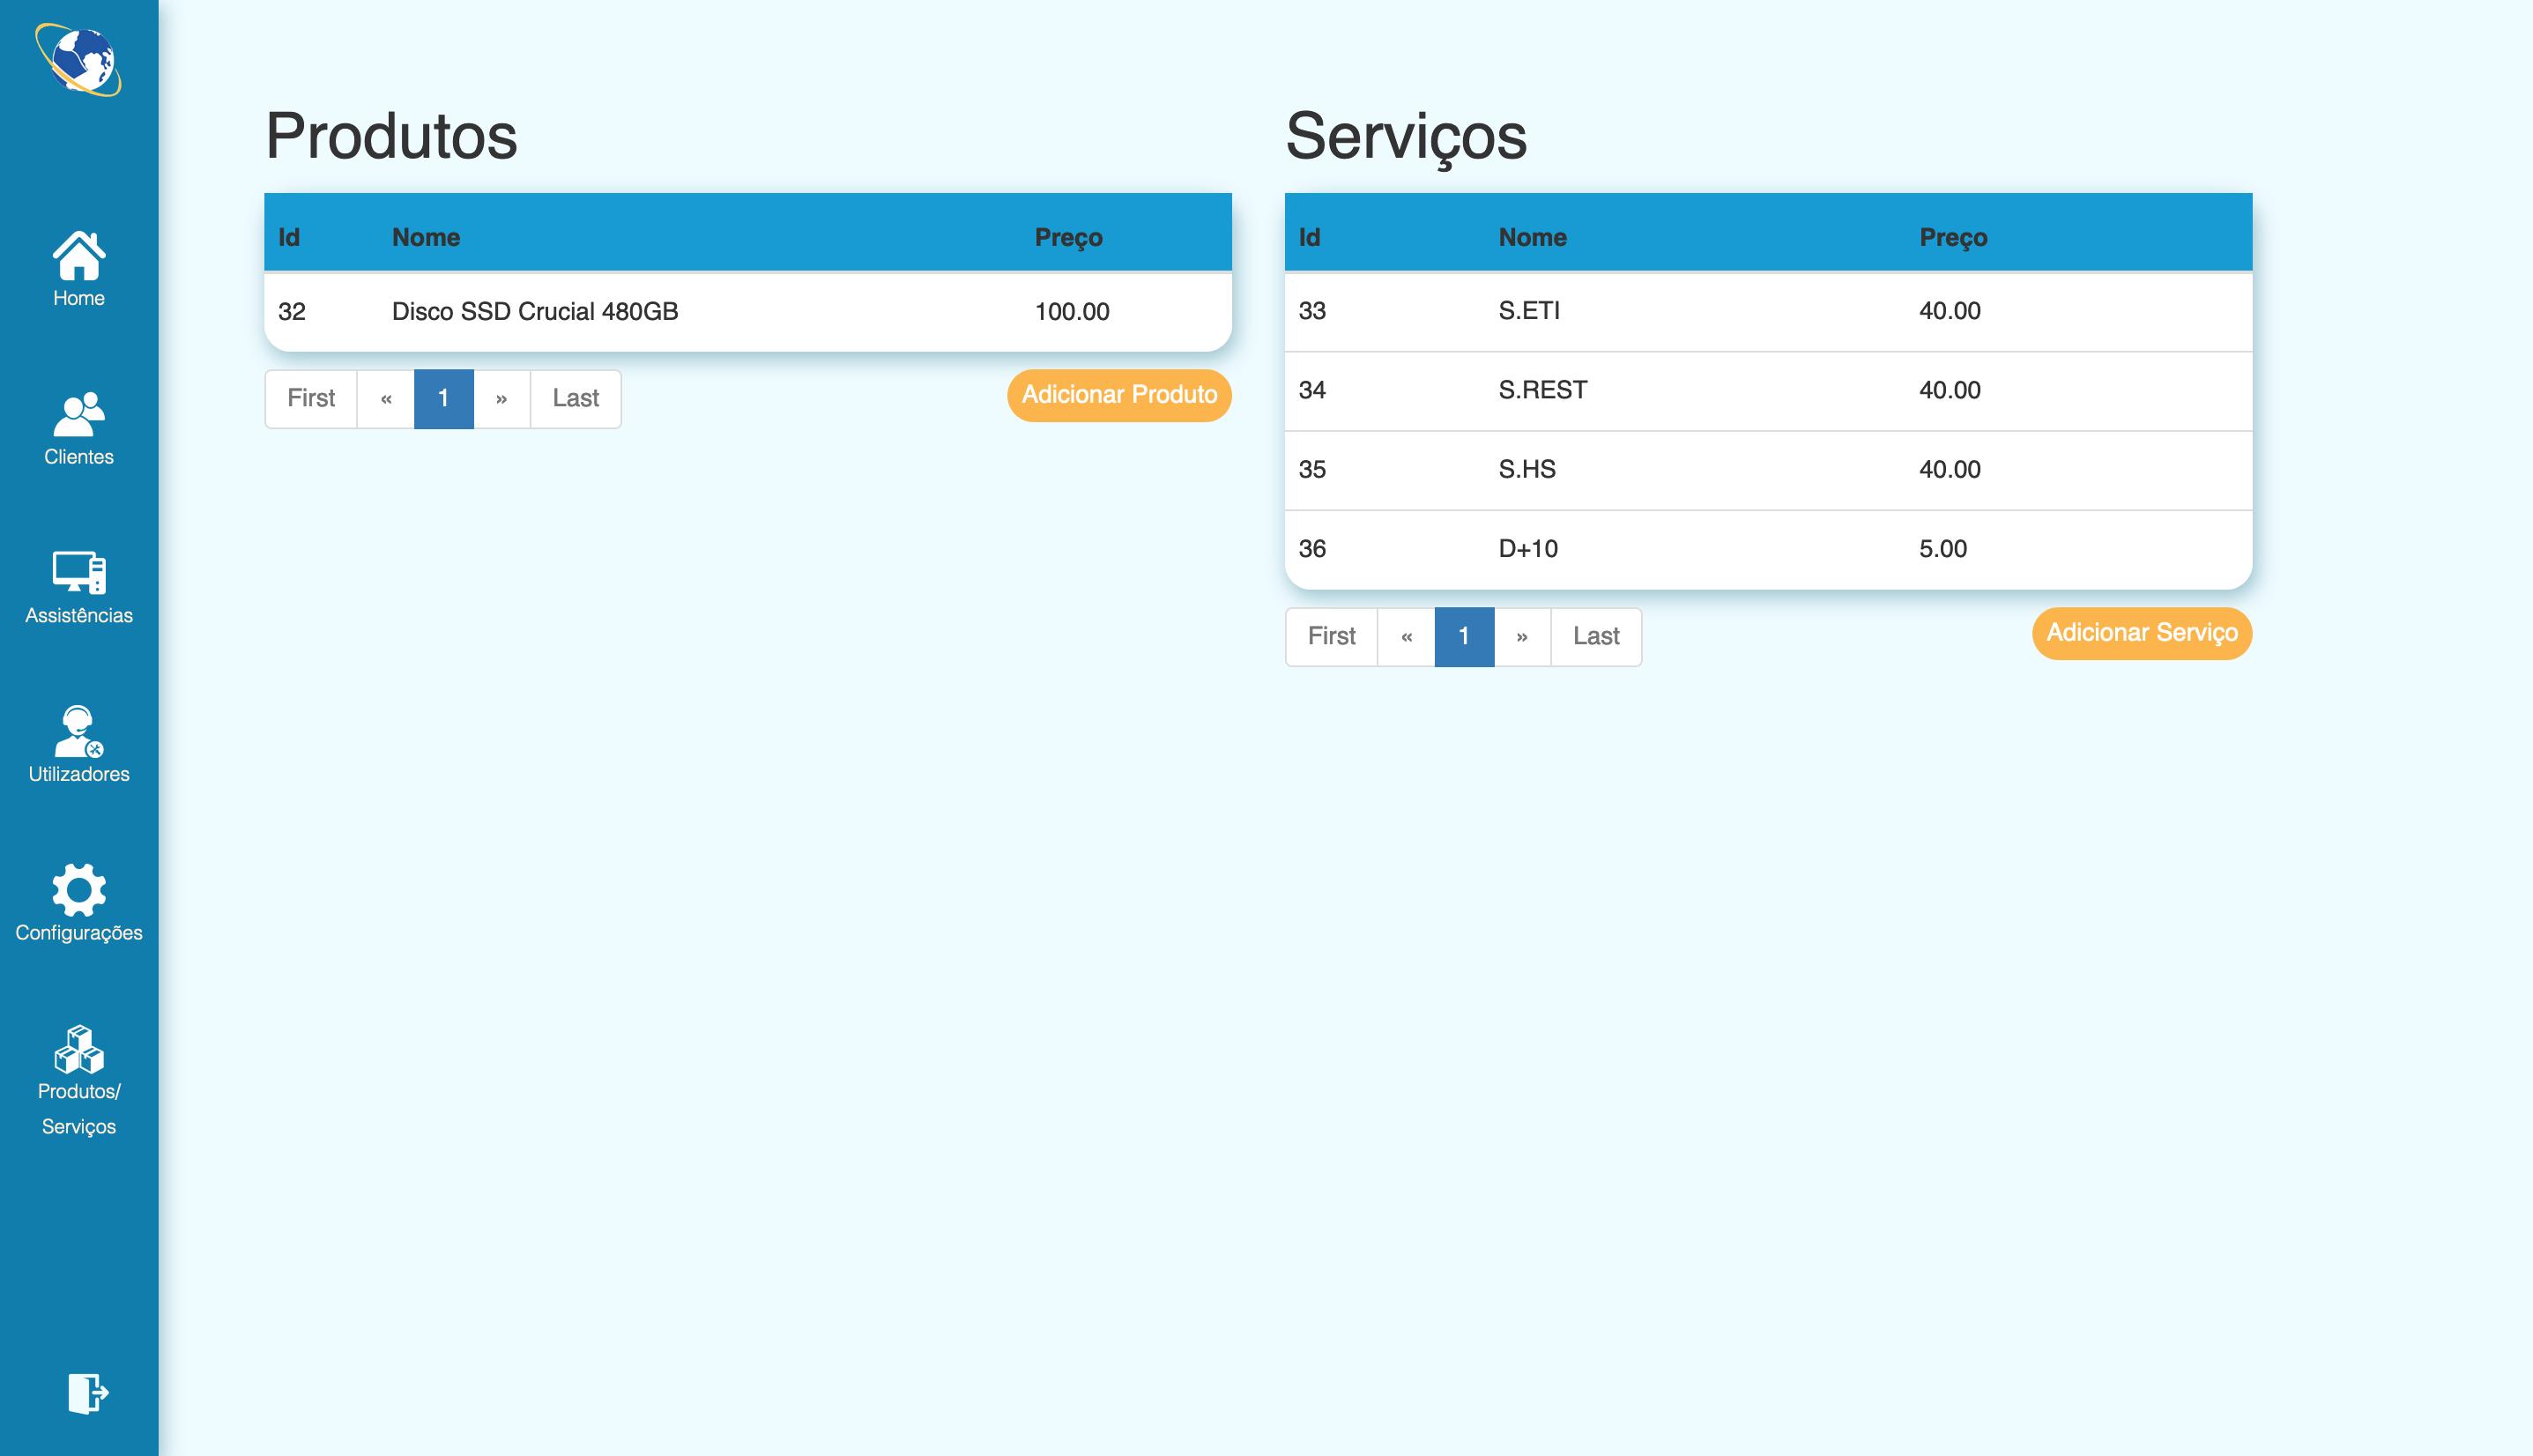 Home
Clientes
Assistências
Utilizadores
Configurações
Produtos/
Serviços
Produtos
Id Nome Preço
32 Disco SSD Crucial 480GB 100.00
First « 1 » Last
Adicionar Produto
Serviços
Id Nome Preço
33 S.ETI 40.00
34 S.REST 40.00
35 S.HS 40.00
36 D+10 5.00
First « 1 » Last
Adicionar Serviço